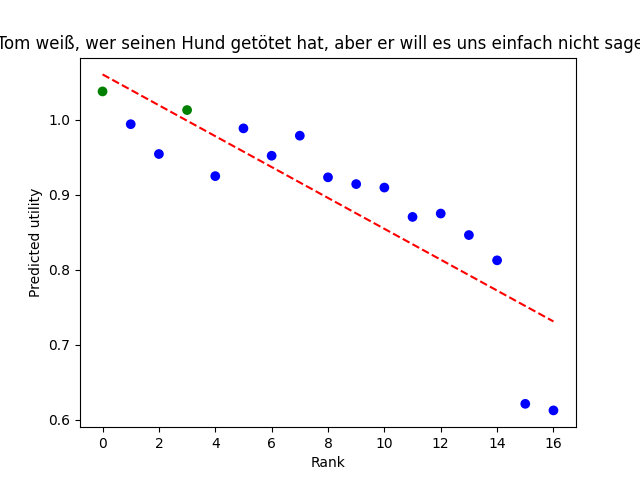 Tom weiß, wer seinen Hund getötet hat, aber er will es uns einfach nicht sage
1.0
0.9
0.8
0.7
0.6
Predicted utility
0 2 4 6 8 10 12 14 16
Rank